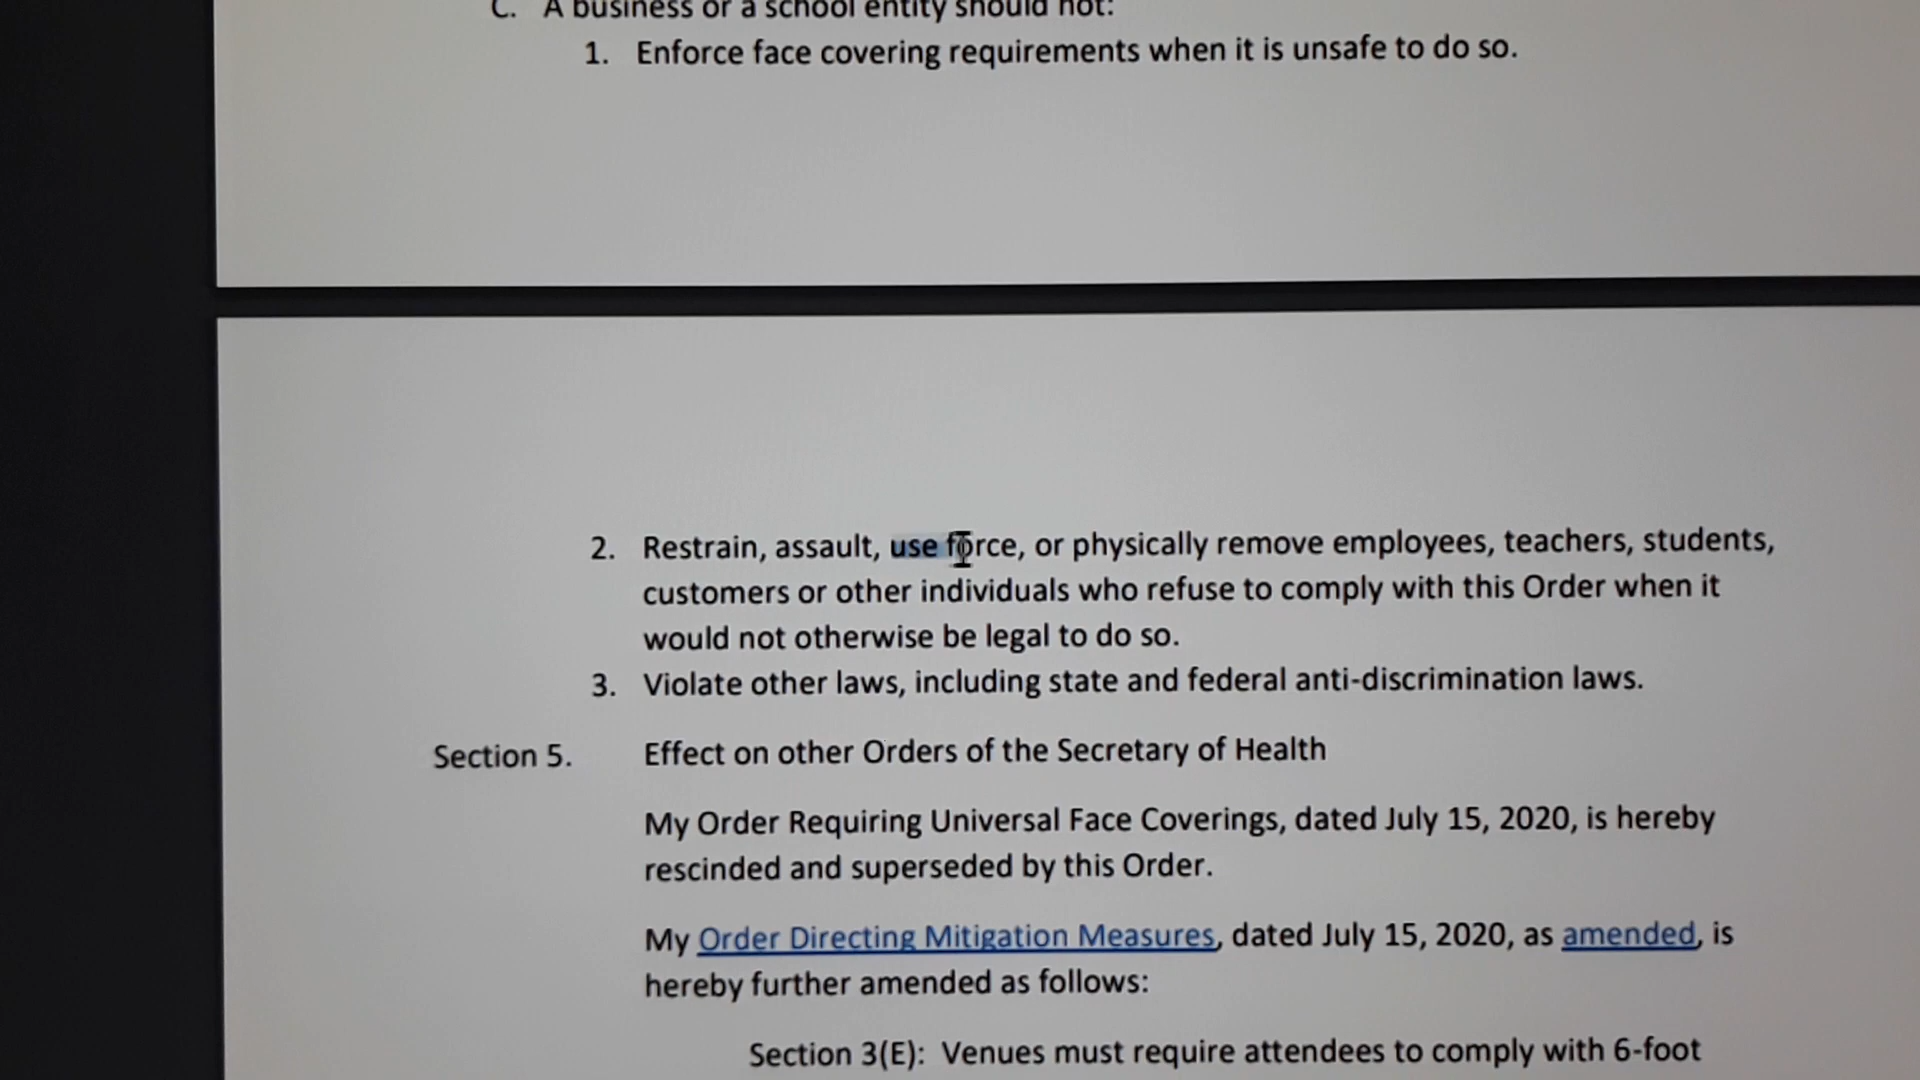 C. A business or a school entity should not:
1. Enforce face covering requirements when it is unsafe to do so.
2. Restrain, assault, use force, or physically remove employees, teachers, students,
customers or other individuals who refuse to comply with this Order when it
would not otherwise be legal to do so.
3. Violate other laws, including state and federal anti-discrimination laws.
Section 5. Effect on other Orders of the Secretary of Health
My Order Requiring Universal Face Coverings, dated July 15, 2020, is hereby
rescinded and superseded by this Order.
My Order Directing Mitigation Measures, dated July 15, 2020, as amended, is
hereby further amended as follows:
Section 3(E): Venues must require attendees to comply with 6-foot